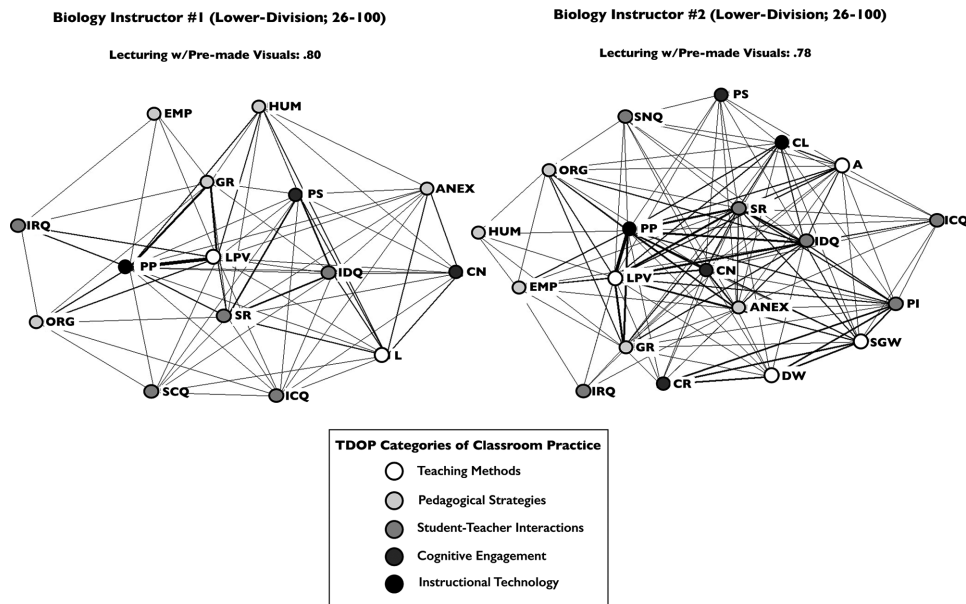 Biology Instructor #1 (Lower-Division; 26-100)
Lecturing w/Pre-made Visuals: .80
EMP
HUM
GR
PS
ANEX
IRQ
PP
LPV
IDQ
CN
ORG
SR
L
SCQ
ICQ
Biology Instructor #2 (Lower-Division; 26-100)
Lecturing w/Pre-made Visuals: .78
PS
SNQ
CL
A
ORG
SR
ICQ
HUM
PP
IDQ
CN
LPV
EMP
ANEX
PI
SGW
GR
DW
CR
IRQ
TDOP Categories of Classroom Practice
Teaching Methods
Pedagogical Strategies
Student-Teacher Interactions
Cognitive Engagement
Instructional Technology